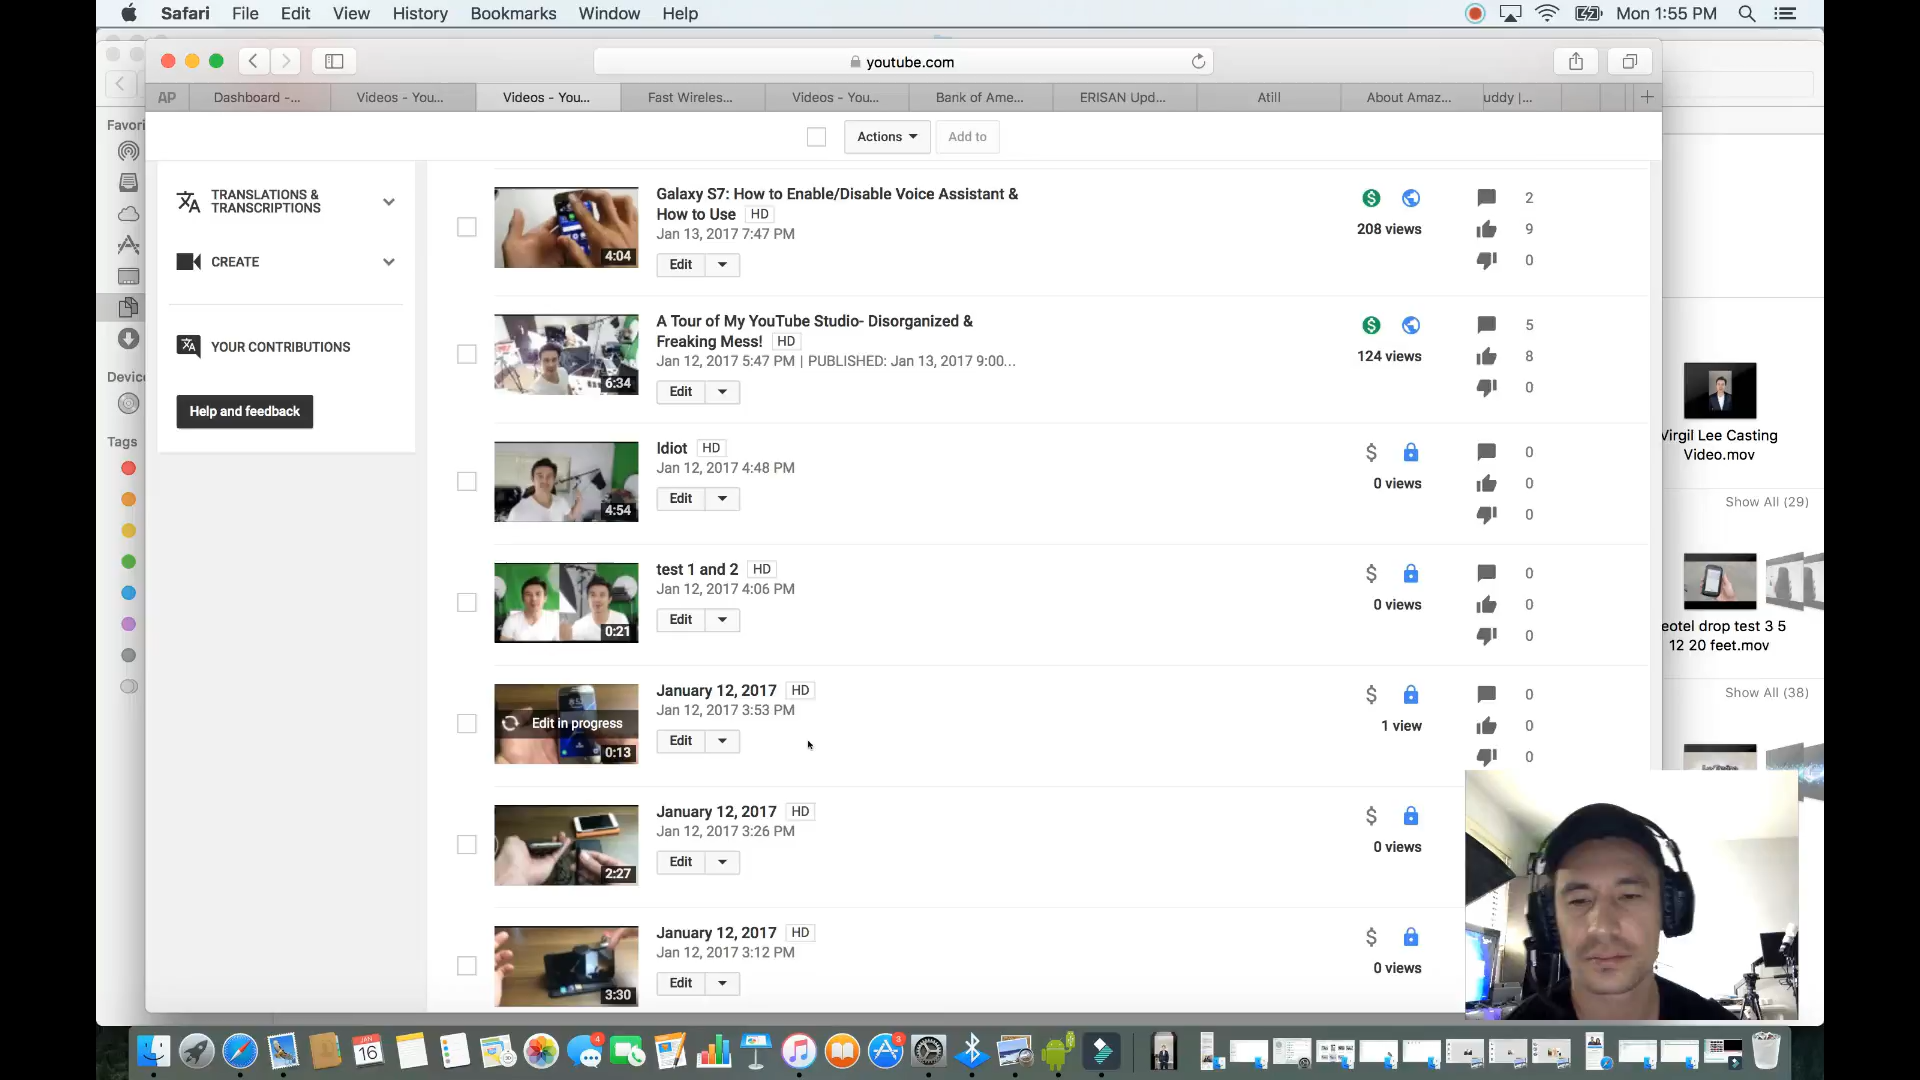 Safari File Edit View History Bookmarks Window Help Mon 1:55 PM
youtube.com
AP Dashboard -... Videos - You... Videos - You... Fast Wireles... Videos - You... Bank of Ame... ERISAN Upd... Atill About Amaz... uddy |...
Actions Add to
Favori
Devic
Tags
TRANSLATIONS &
TRANSCRIPTIONS
CREATE
YOUR CONTRIBUTIONS
Help and feedback
Galaxy S7: How to Enable/Disable Voice Assistant &
How to Use HD
Jan 13, 2017 7:47 PM
4:04
Edit
208 views
2
9
0
A Tour of My YouTube Studio- Disorganized &
Freaking Mess! HD
Jan 12, 2017 5:47 PM | PUBLISHED: Jan 13, 2017 9:00...
6:34
Edit
124 views
5
8
0
Idiot HD
Jan 12, 2017 4:48 PM
4:54
Edit
0 views
0
0
0
test 1 and 2 HD
Jan 12, 2017 4:06 PM
0:21
Edit
0 views
0
0
0
January 12, 2017 HD
Jan 12, 2017 3:53 PM
Edit in progress
0:13
Edit
1 view
0
0
0
January 12, 2017 HD
Jan 12, 2017 3:26 PM
2:27
Edit
0 views
January 12, 2017 HD
Jan 12, 2017 3:12 PM
3:30
Edit
0 views
Virgil Lee Casting
Video.mov
Show All (29)
eotel drop test 3 5
12 20 feet.mov
Show All (38)
JAN
16
4
3